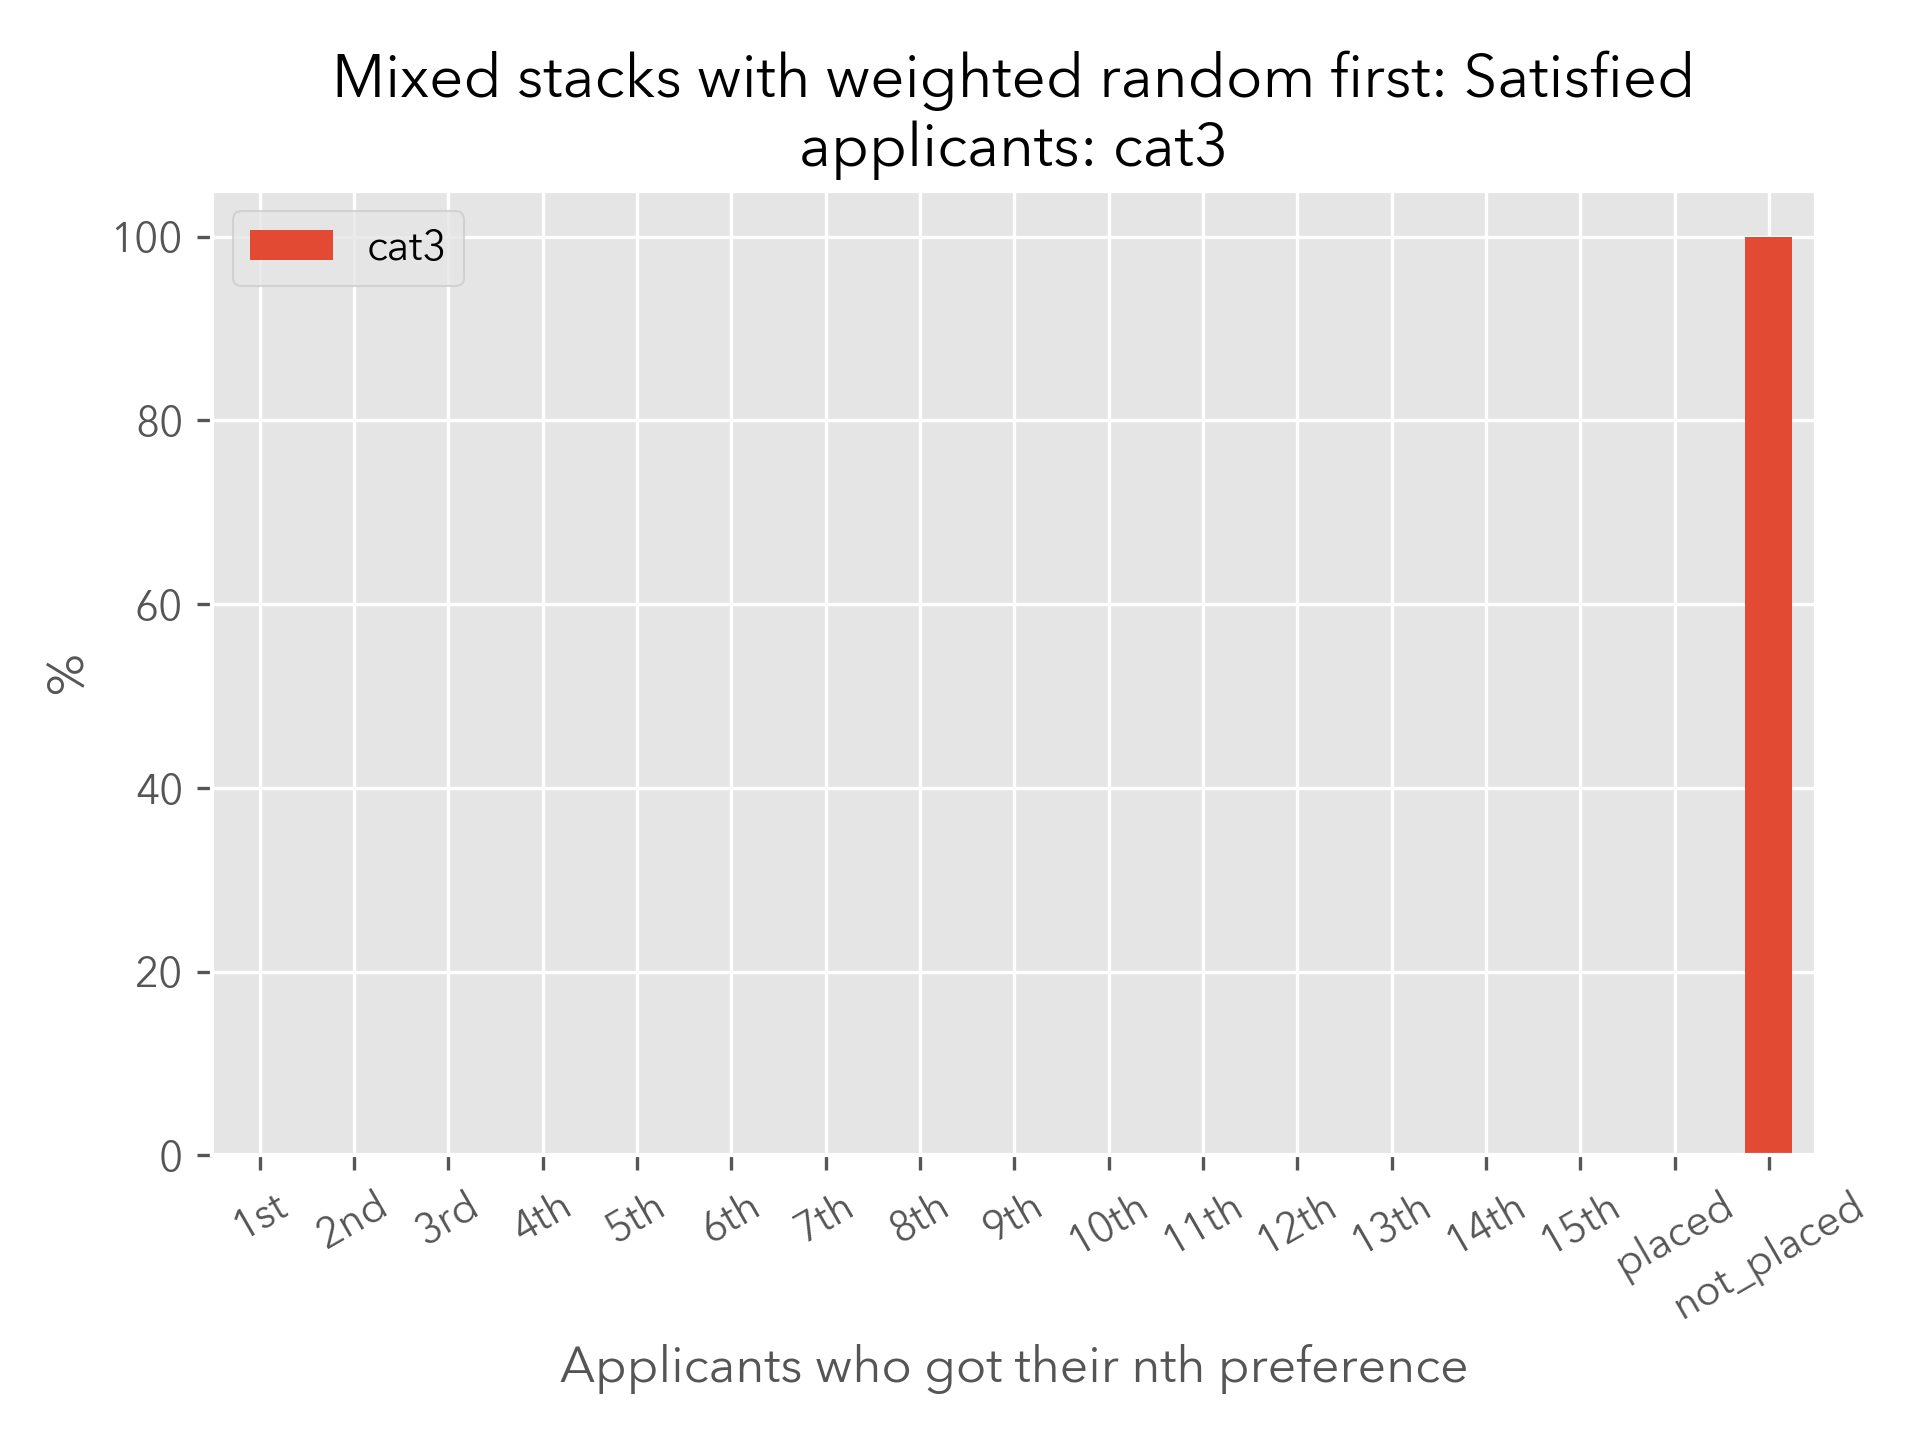 Mixed stacks with weighted random first: Satisfied
applicants: cat3
cat3
100
80
60
40
20
0
%
1st
2nd
3rd
4th
5th
6th
7th
8th
9th
10th
11th
12th
13th
14th
15th
placed
not_placed
Applicants who got their nth preference